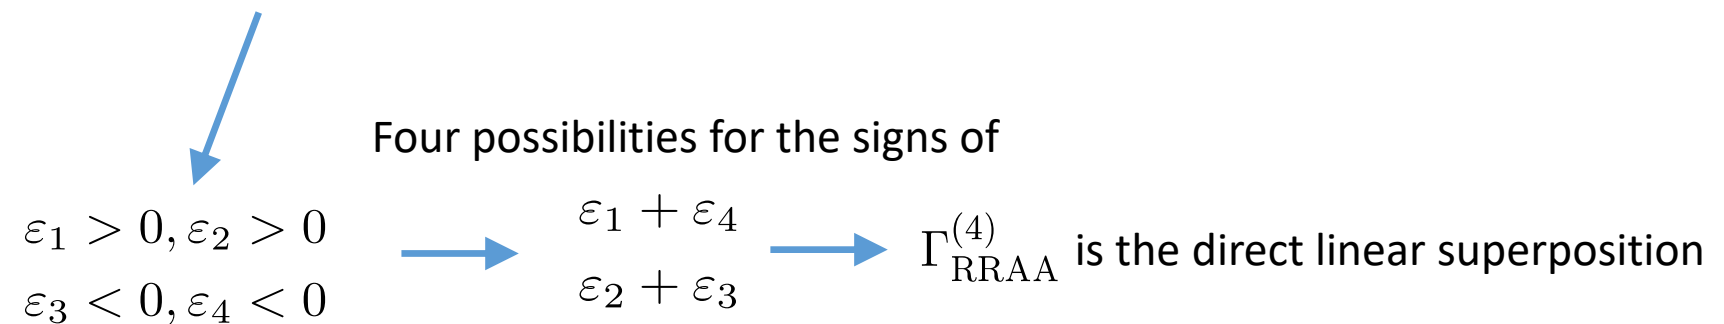 Four possibilities for the signs of
ε₁ > 0, ε₂ > 0
ε₃ < 0, ε₄ < 0
ε₁ + ε₄
ε₂ + ε₃
Γ_RRAA^(4) is the direct linear superposition